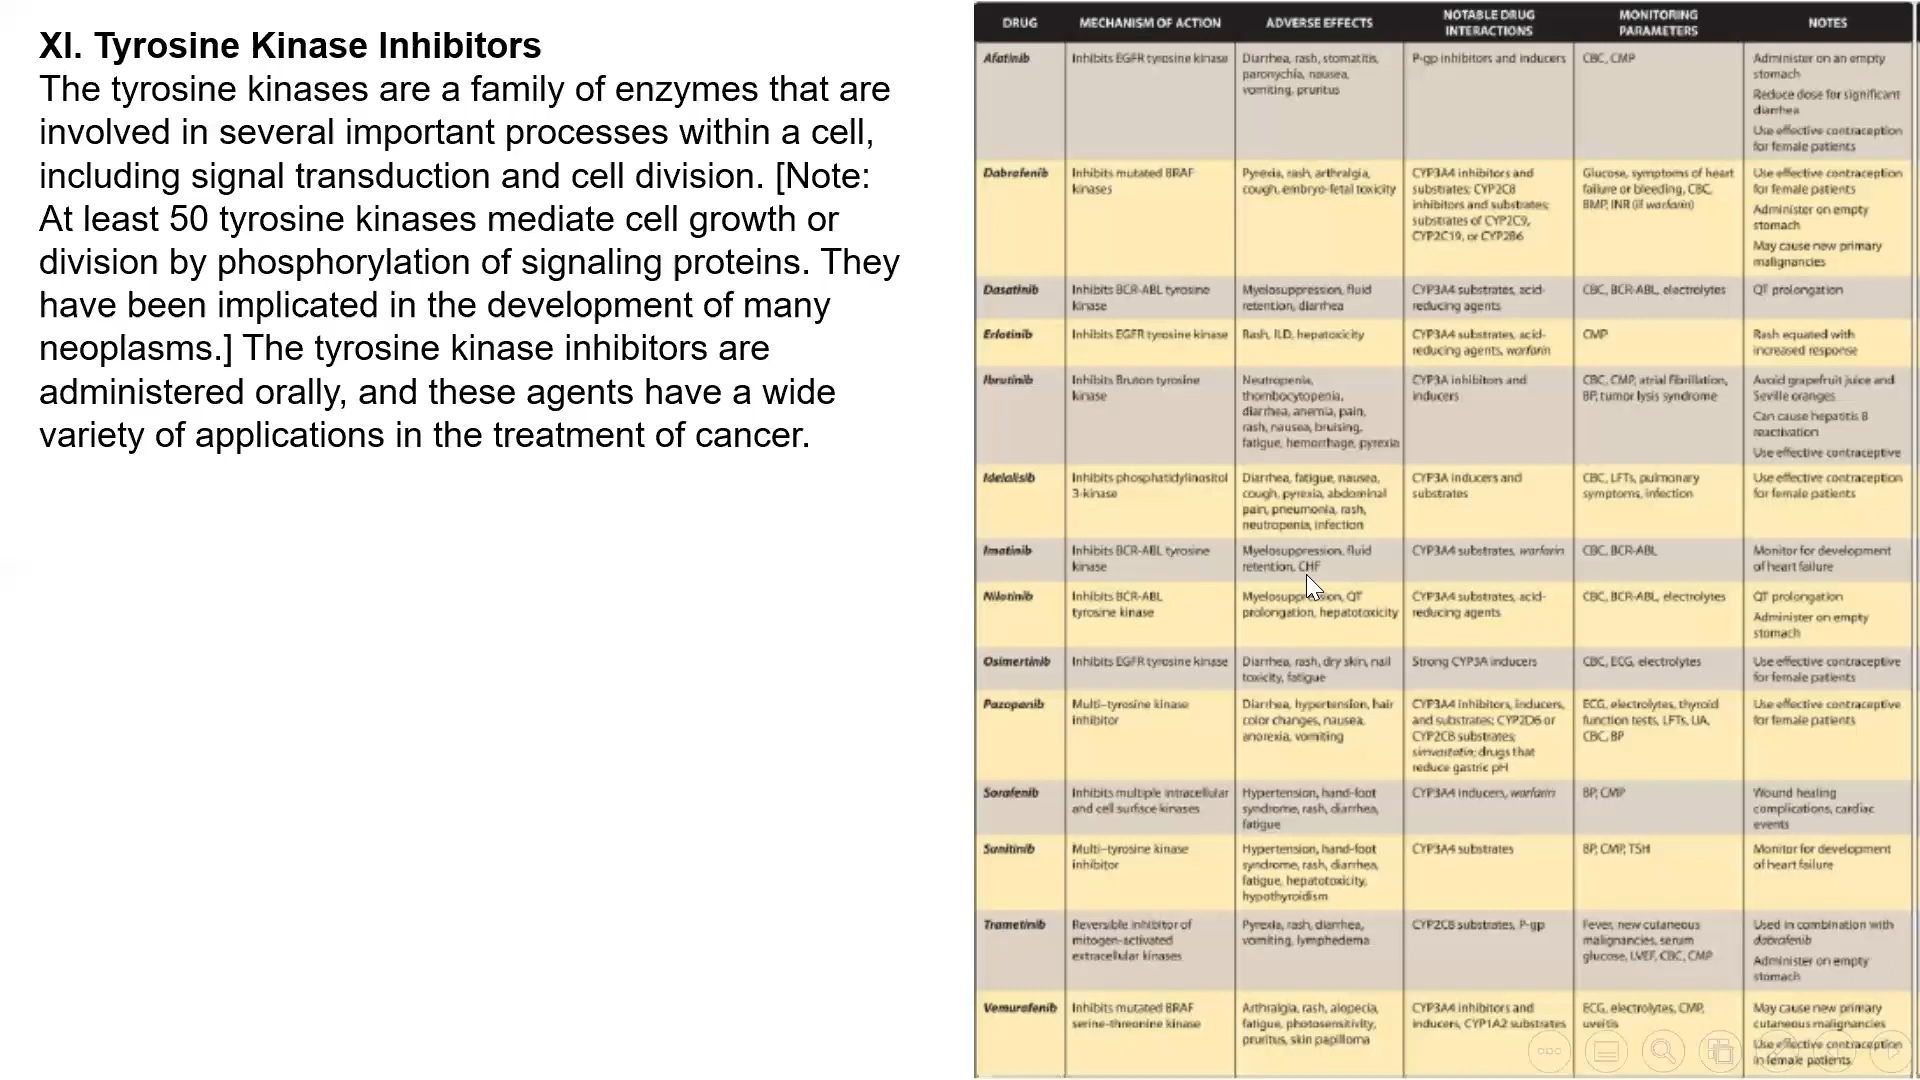 XI. Tyrosine Kinase Inhibitors
The tyrosine kinases are a family of enzymes that are
involved in several important processes within a cell,
including signal transduction and cell division. [Note:
At least 50 tyrosine kinases mediate cell growth or
division by phosphorylation of signaling proteins. They
have been implicated in the development of many
neoplasms.] The tyrosine kinase inhibitors are
administered orally, and these agents have a wide
variety of applications in the treatment of cancer.
DRUG
MECHANISM OF ACTION
ADVERSE EFFECTS
NOTABLE DRUG
INTERACTIONS
MONITORING
PARAMETERS
NOTES
Afatinib
Inhibits EGFR tyrosine kinase
Diarrhea, rash, stomatitis,
paronychia, nausea,
vomiting, pruritus
P-gp inhibitors and inducers
CBC, CMP
Administer on an empty
stomach
Reduce dose for significant
diarrhea
Use effective contraception
for female patients
Dabrafenib
Inhibits mutated BRAF
kinases
Pyrexia, rash, arthralgia,
cough, embryo-fetal toxicity
CYP3A4 inhibitors and
substrates; CYP2C8
inhibitors and substrates;
substrates of CYP2C9,
CYP2C19, or CYP2B6
Glucose, symptoms of heart
failure or bleeding, CBC,
BMP, INR (if warfarin)
Use effective contraception
for female patients
Administer on empty
stomach
May cause new primary
malignancies
Dasatinib
Inhibits BCR-ABL tyrosine
kinase
Myelosuppression, fluid
retention, diarrhea
CYP3A4 substrates, acid-
reducing agents
CBC, BCR-ABL, electrolytes
QT prolongation
Erlotinib
Inhibits EGFR tyrosine kinase
Rash, ILD, hepatoxicity
CYP3A4 substrates, acid-
reducing agents, warfarin
CMP
Rash equated with
increased response
Ibrutinib
Inhibits Bruton tyrosine
kinase
Neutropenia,
thombocytopenia,
diarrhea, anemia, pain,
rash, nausea, bruising,
fatigue, hemorrhage, pyrexia
CYP3A inhibitors and
inducers
CBC, CMP, atrial fibrillation,
BP, tumor lysis syndrome
Avoid grapefruit juice and
Seville oranges
Can cause hepatitis B
reactivation
Use effective contraceptive
Idelalisib
Inhibits phosphatidylinositol
3-kinase
Diarrhea, fatigue, nausea,
cough, pyrexia, abdominal
pain, pneumonia, rash,
neutropenia, infection
CYP3A inducers and
substrates
CBC, LFTs, pulmonary
symptoms, infection
Use effective contraception
for female patients
Imatinib
Inhibits BCR-ABL tyrosine
kinase
Myelosuppression, fluid
retention, CHF
CYP3A4 substrates, warfarin
CBC, BCR-ABL
Monitor for development
of heart failure
Nilotinib
Inhibits BCR-ABL
tyrosine kinase
Myelosuppression, QT
prolongation, hepatotoxicity
CYP3A4 substrates, acid-
reducing agents
CBC, BCR-ABL, electrolytes
QT prolongation
Administer on empty
stomach
Osimertinib
Inhibits EGFR tyrosine kinase
Diarrhea, rash, dry skin, nail
toxicity, fatigue
Strong CYP3A inducers
CBC, ECG, electrolytes
Use effective contraceptive
for female patients
Pazopanib
Multi–tyrosine kinase
inhibitor
Diarrhea, hypertension, hair
color changes, nausea,
anorexia, vomiting
CYP3A4 inhibitors, inducers,
and substrates; CYP2D6 or
CYP2C8 substrates;
simvastatin; drugs that
reduce gastric pH
ECG, electrolytes, thyroid
function tests, LFTs, UA,
CBC, BP
Use effective contraceptive
for female patients
Sorafenib
Inhibits multiple intracellular
and cell surface kinases
Hypertension, hand-foot
syndrome, rash, diarrhea,
fatigue
CYP3A4 inducers, warfarin
BP, CMP
Wound healing
complications, cardiac
events
Sunitinib
Multi–tyrosine kinase
inhibitor
Hypertension, hand-foot
syndrome, rash, diarrhea,
fatigue, hepatotoxicity,
hypothyroidism
CYP3A4 substrates
BP, CMP, TSH
Monitor for development
of heart failure
Trametinib
Reversible inhibitor of
mitogen-activated
extracellular kinases
Pyrexia, rash, diarrhea,
vomiting, lymphedema
CYP2C8 substrates, P-gp
Fever, new cutaneous
malignancies, serum
glucose, LVEF, CBC, CMP
Used in combination with
dabrafenib
Administer on empty
stomach
Vemurafenib
Inhibits mutated BRAF
serine-threonine kinase
Arthralgia, rash, alopecia,
fatigue, photosensitivity,
pruritus, skin papilloma
CYP3A4 inhibitors and
inducers, CYP1A2 substrates
ECG, electrolytes, CMP,
uveitis
May cause new primary
cutaneous malignancies
Use effective contraception
in female patients